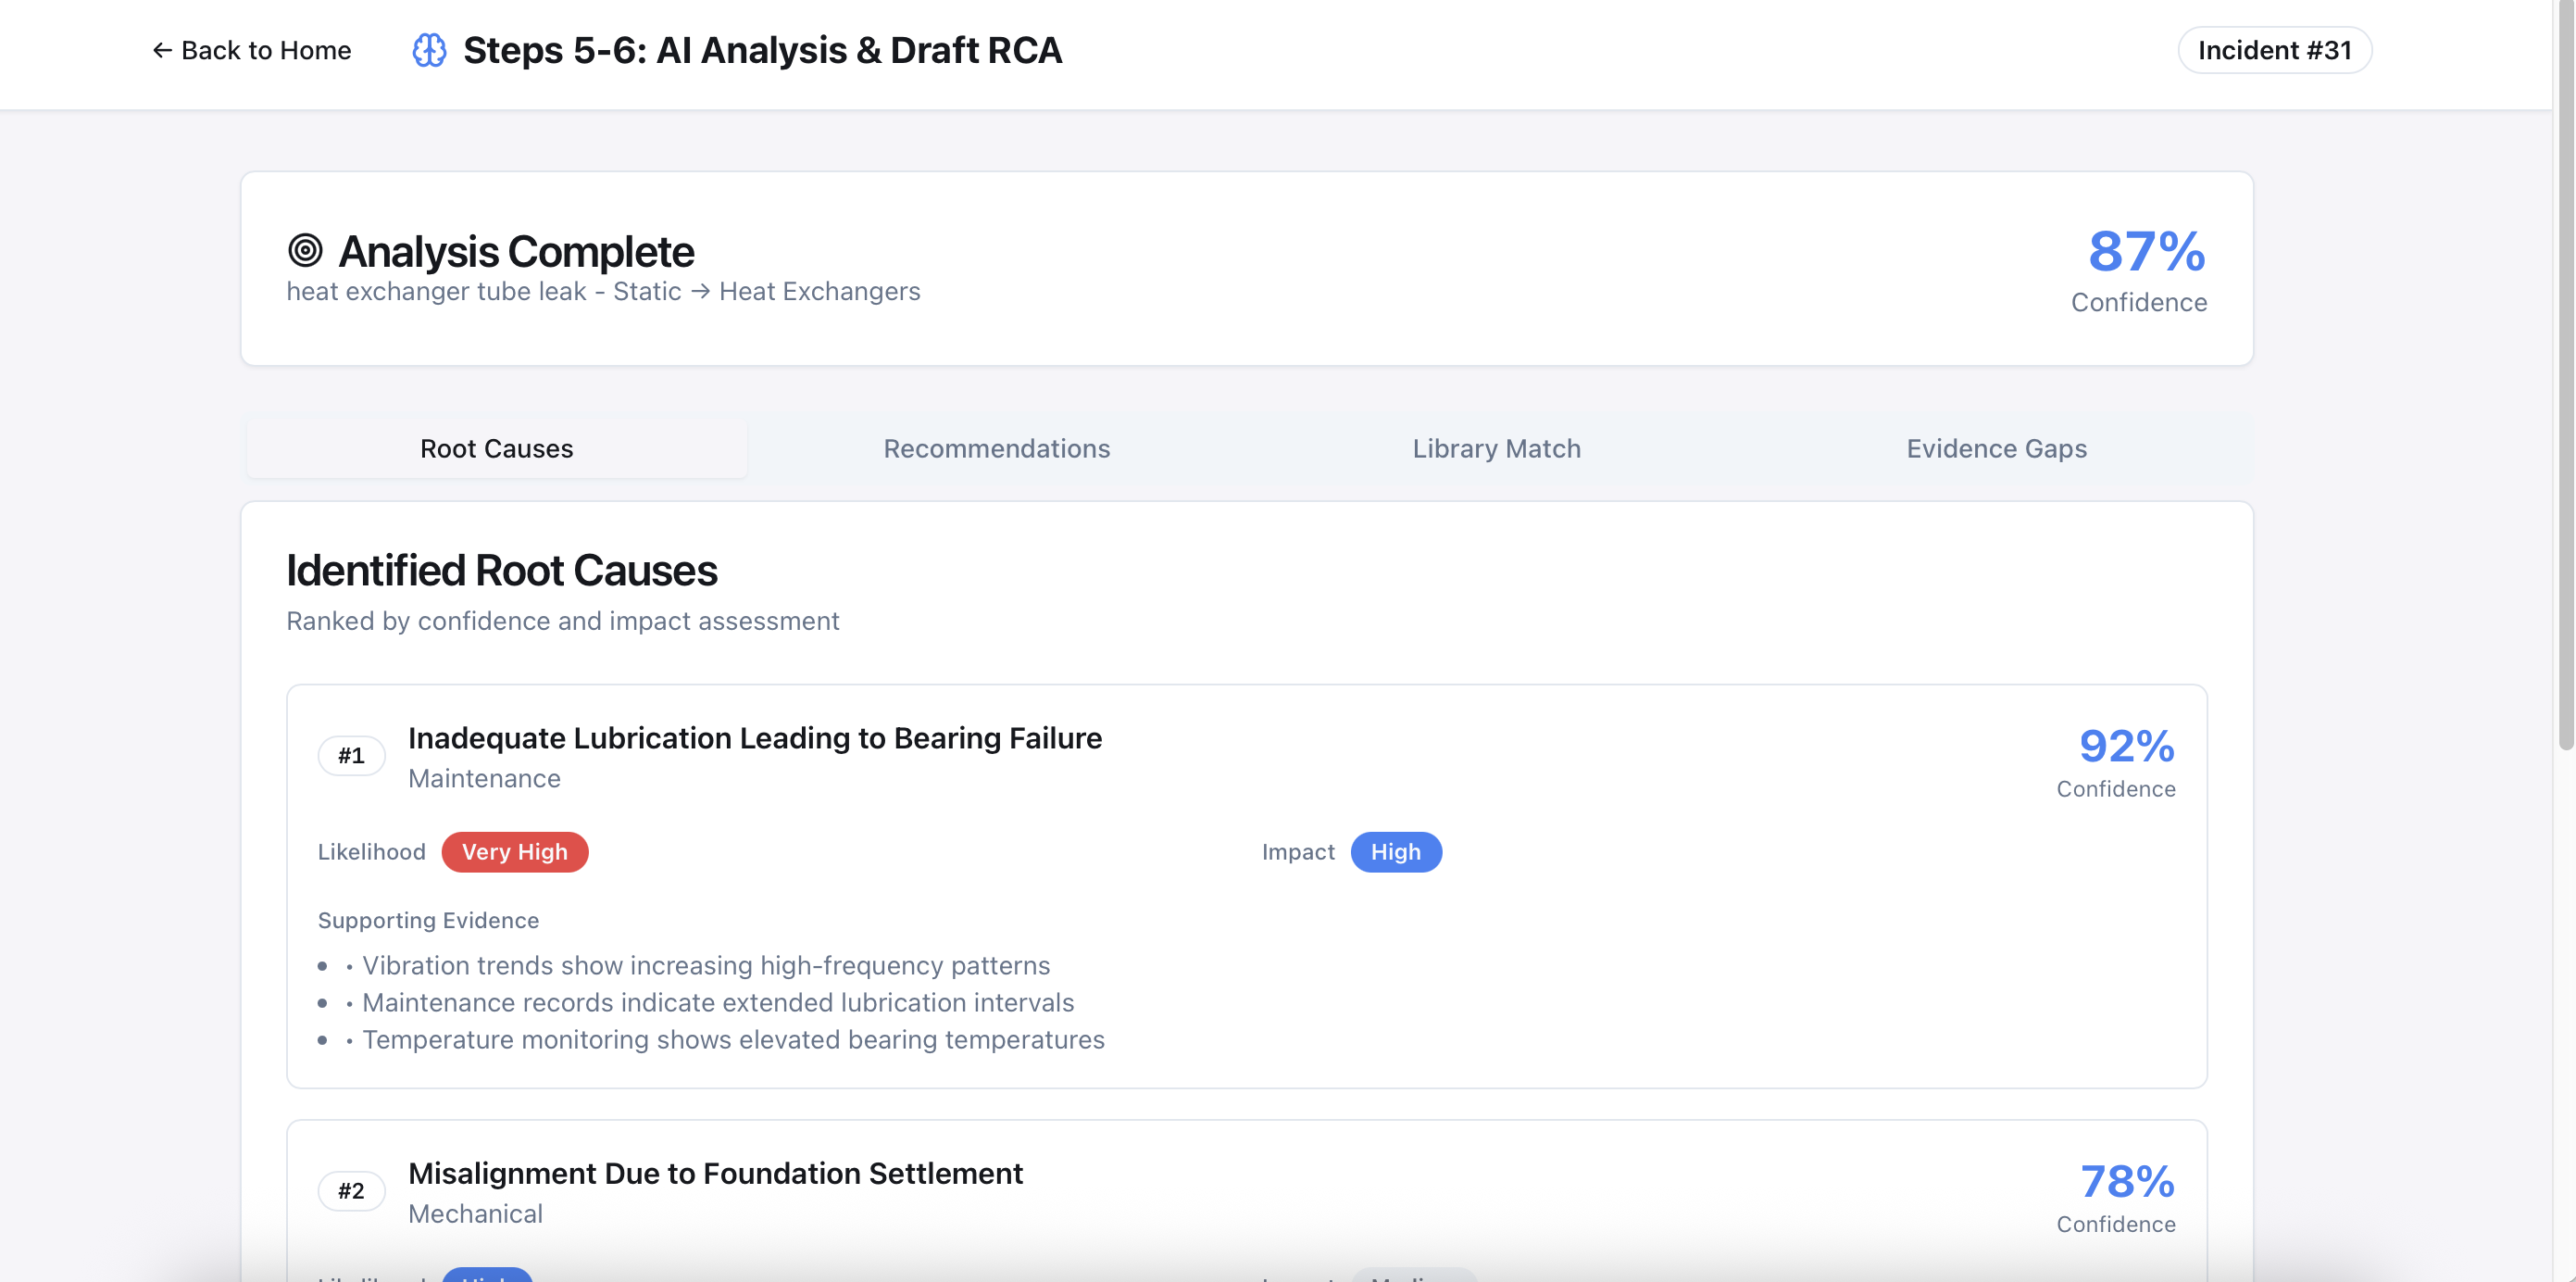 ← Back to Home
Steps 5-6: AI Analysis & Draft RCA
Incident #31
Analysis Complete
heat exchanger tube leak - Static → Heat Exchangers
87%
Confidence
Root Causes
Recommendations
Library Match
Evidence Gaps
Identified Root Causes
Ranked by confidence and impact assessment
#1
Inadequate Lubrication Leading to Bearing Failure
Maintenance
92%
Confidence
Likelihood
Very High
Impact
High
Supporting Evidence
• • Vibration trends show increasing high-frequency patterns
• • Maintenance records indicate extended lubrication intervals
• • Temperature monitoring shows elevated bearing temperatures
#2
Misalignment Due to Foundation Settlement
Mechanical
78%
Confidence